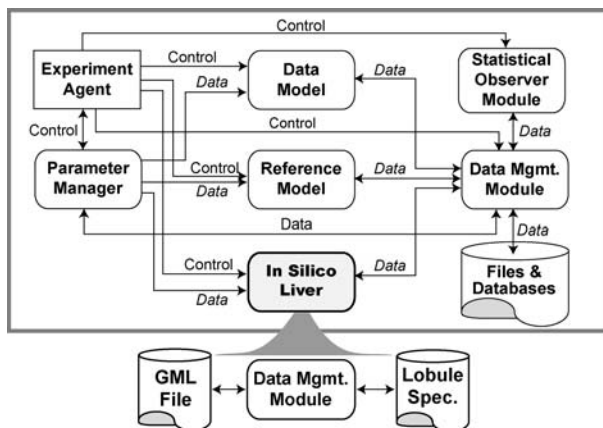 Control
Experiment
Agent
Control
Data
Data
Model
Data
Statistical
Observer
Module
Control
Control
Data
Parameter
Manager
Control
Data
Reference
Model
Data
Data Mgmt.
Module
Data
Data
Control
Data
In Silico
Liver
Data
Files &
Databases
GML
File
Data Mgmt.
Module
Lobule
Spec.